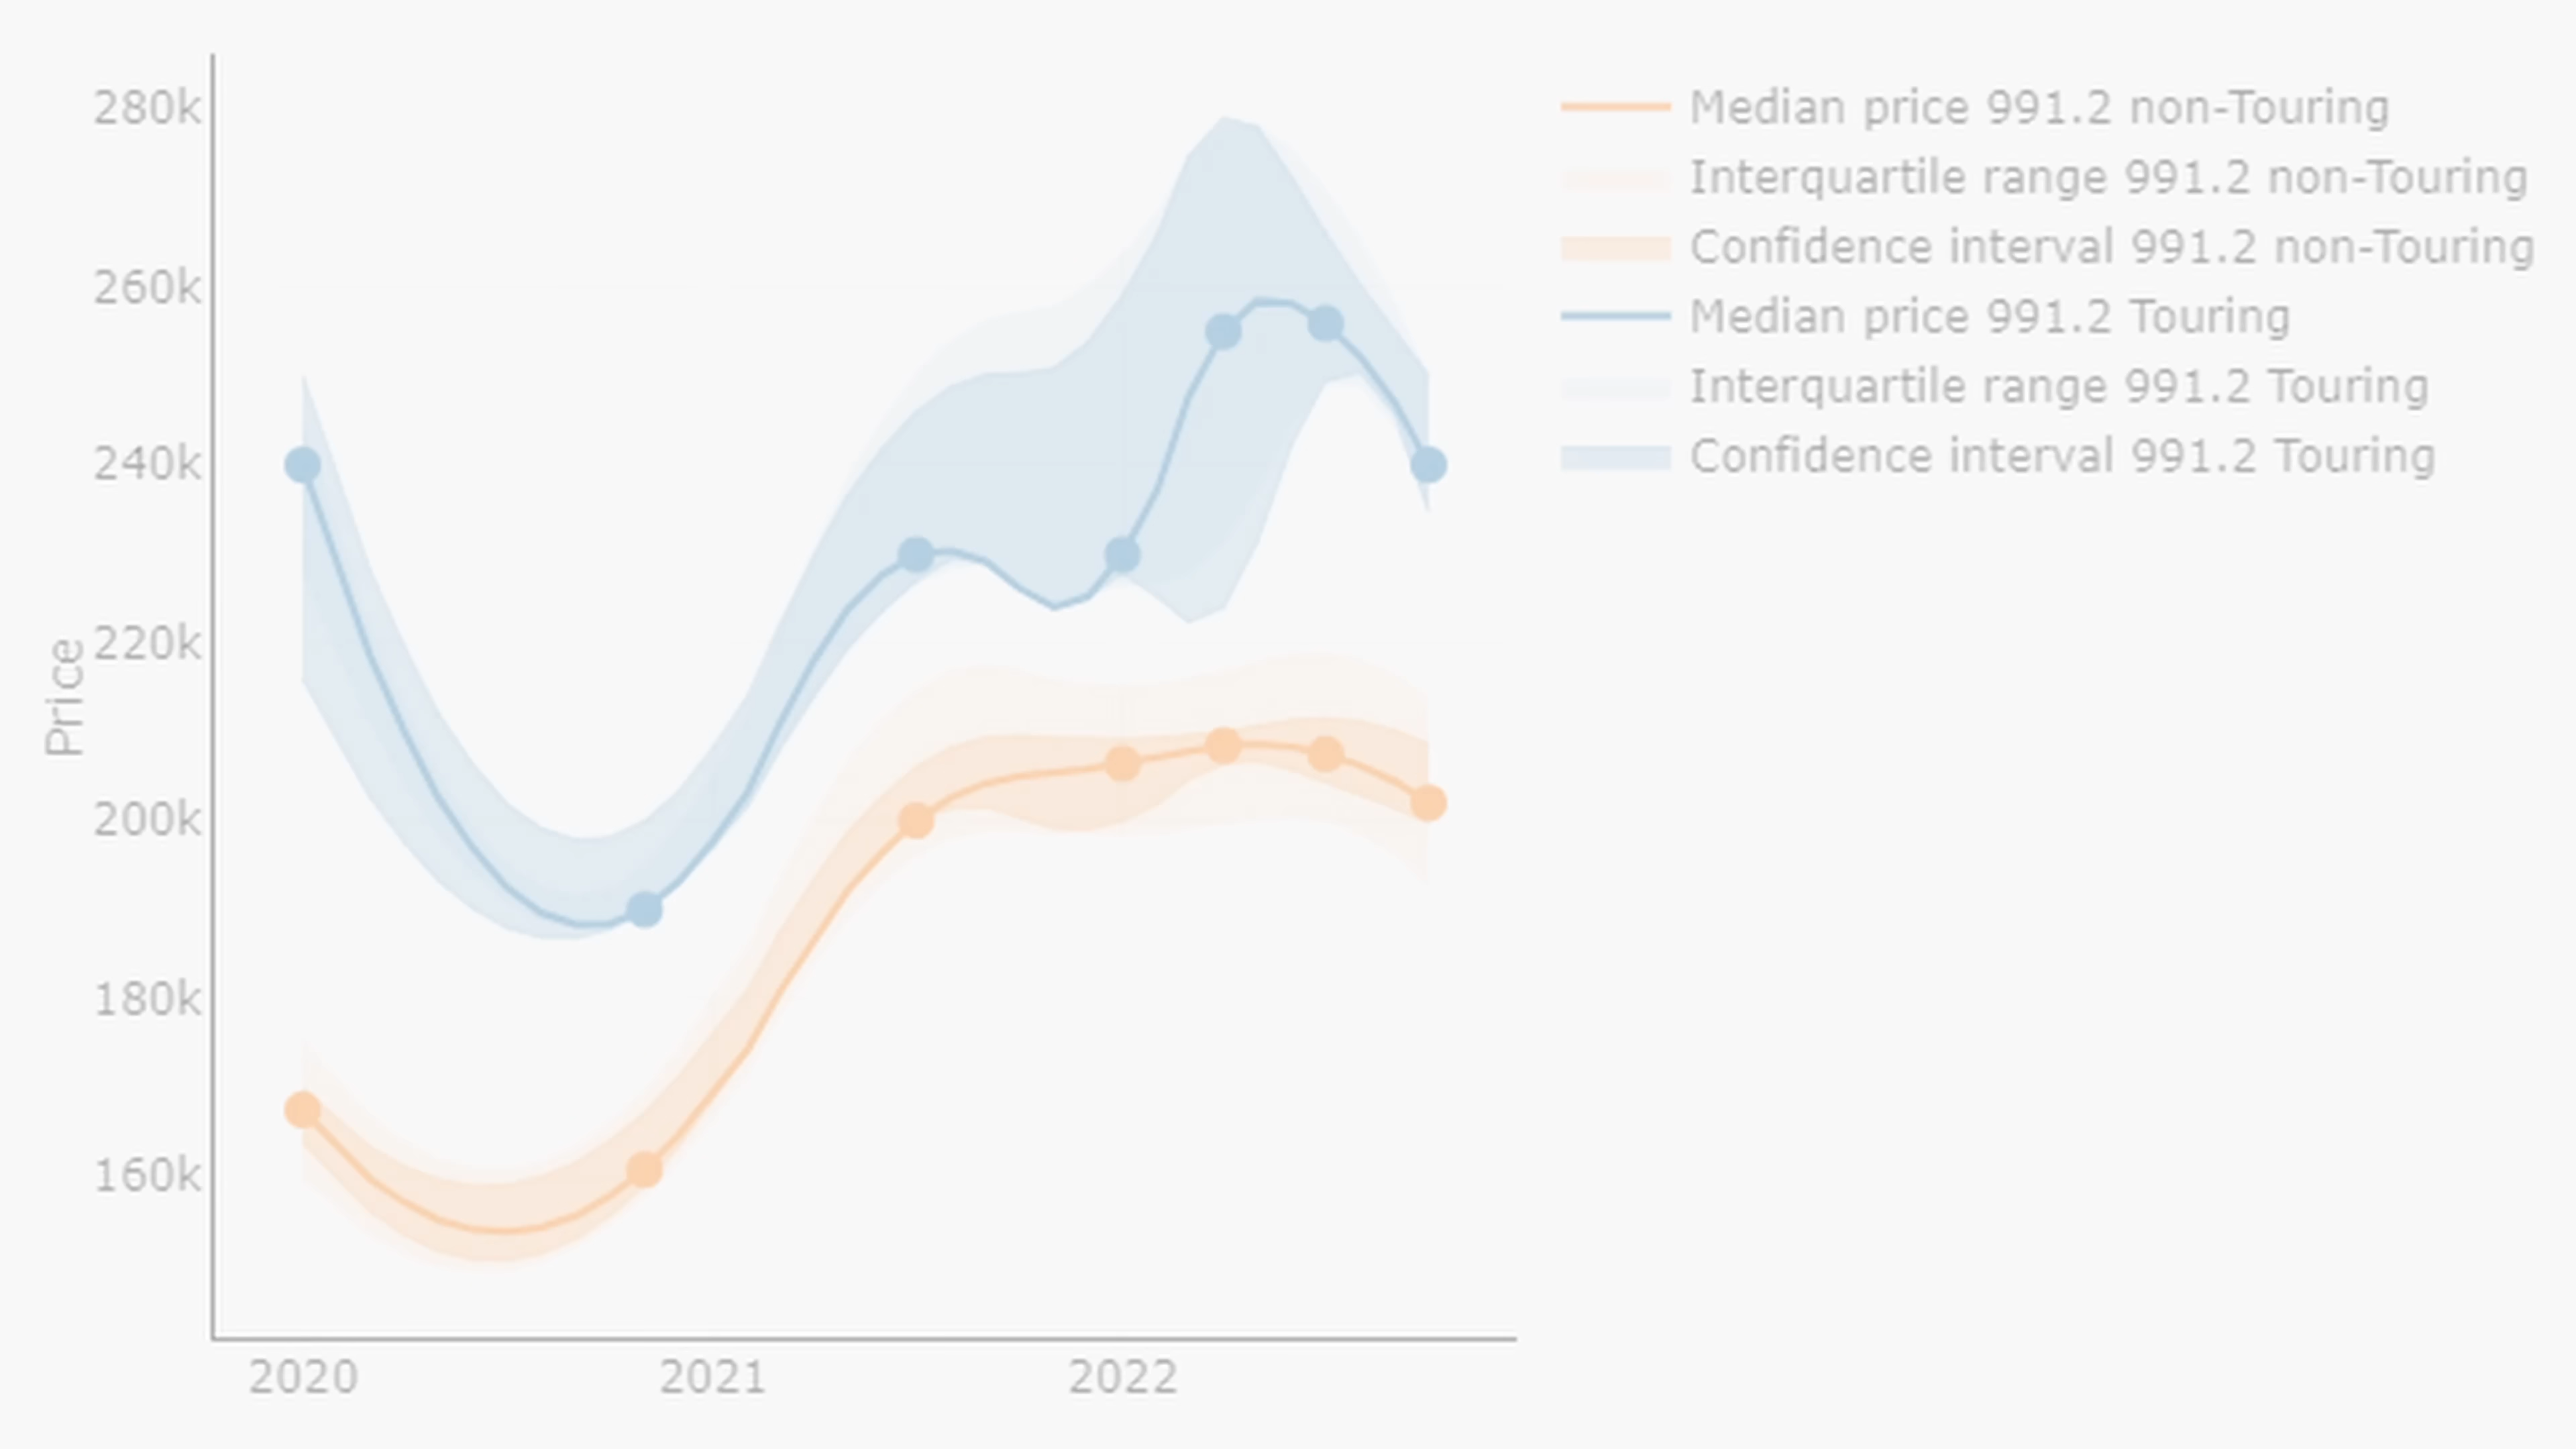 280k
260k
240k
220k
200k
180k
160k
Price
2020
2021
2022
Median price 991.2 non-Touring
Interquartile range 991.2 non-Touring
Confidence interval 991.2 non-Touring
Median price 991.2 Touring
Interquartile range 991.2 Touring
Confidence interval 991.2 Touring